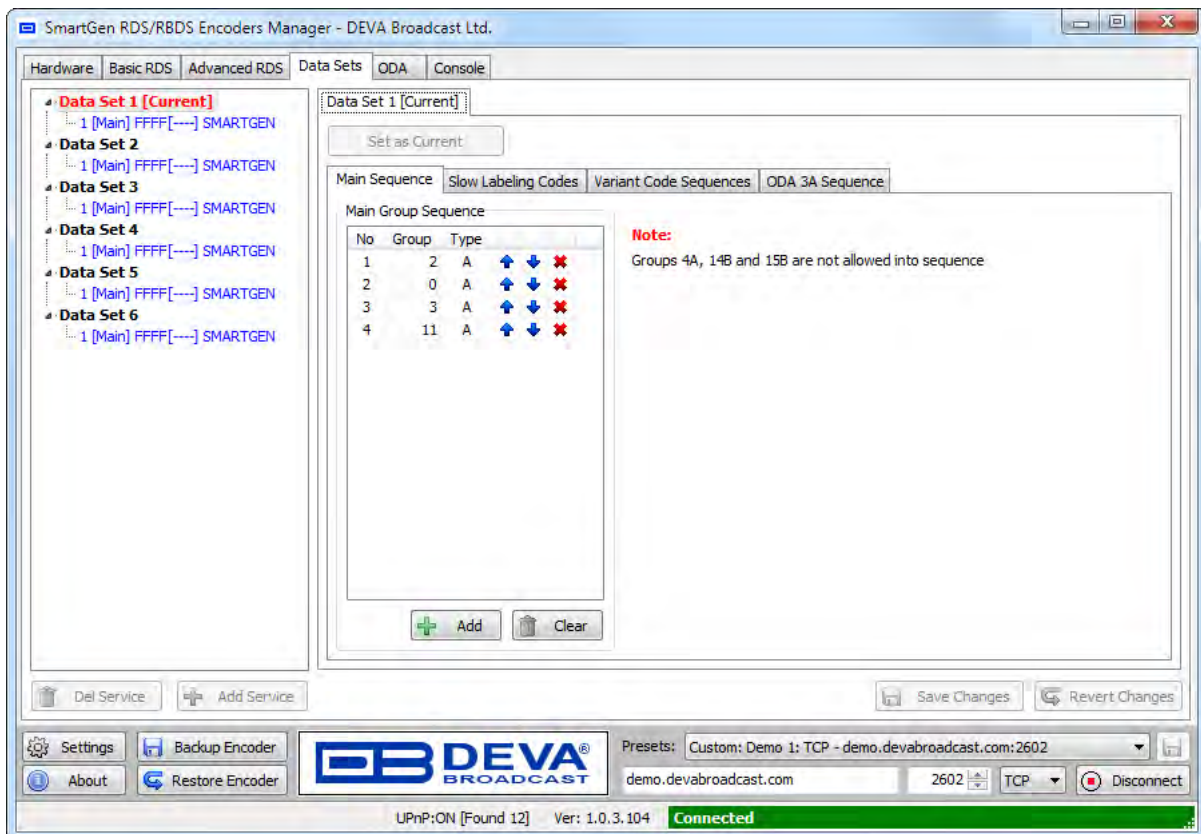 SmartGen RDS/RBDS Encoders Manager - DEVA Broadcast Ltd.
Hardware Basic RDS Advanced RDS Data Sets ODA Console
Data Set 1 [Current]
1 [Main] FFFF[----] SMARTGEN
Data Set 2
1 [Main] FFFF[----] SMARTGEN
Data Set 3
1 [Main] FFFF[----] SMARTGEN
Data Set 4
1 [Main] FFFF[----] SMARTGEN
Data Set 5
1 [Main] FFFF[----] SMARTGEN
Data Set 6
1 [Main] FFFF[----] SMARTGEN
Data Set 1 [Current]
Set as Current
Main Sequence Slow Labeling Codes Variant Code Sequences ODA 3A Sequence
Main Group Sequence
No Group Type
1 2 A
2 0 A
3 3 A
4 11 A
Add Clear
Note:
Groups 4A, 14B and 15B are not allowed into sequence
Del Service Add Service Save Changes Revert Changes
Settings Backup Encoder
About Restore Encoder
DEVA®
BROADCAST
Presets: Custom: Demo 1: TCP - demo.devabroadcast.com:2602
demo.devabroadcast.com 2602 TCP Disconnect
UPnP:ON [Found 12] Ver: 1.0.3.104 Connected